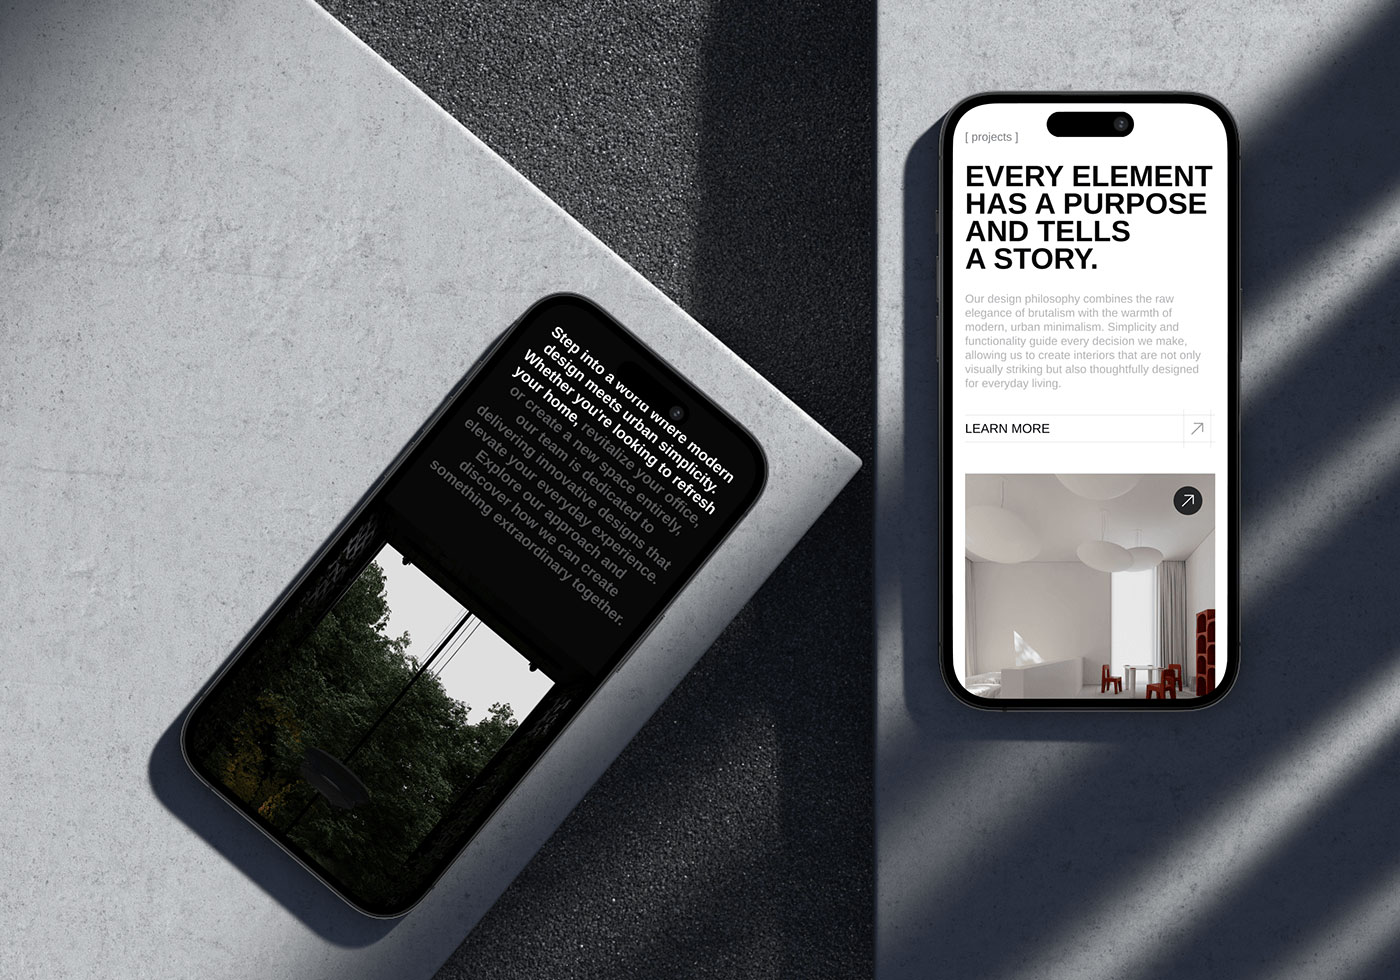 Step into a world where modern
design meets urban simplicity.
Whether you're looking to refresh
your home, revitalize your office,
or create a new space entirely,
our team is dedicated to
delivering innovative designs that
elevate your everyday experience.
Explore our approach and
discover how we can create
something extraordinary together.
[ projects ]
EVERY ELEMENT
HAS A PURPOSE
AND TELLS
A STORY.
Our design philosophy combines the raw
elegance of brutalism with the warmth of
modern, urban minimalism. Simplicity and
functionality guide every decision we make,
allowing us to create interiors that are not only
visually striking but also thoughtfully designed
for everyday living.
LEARN MORE